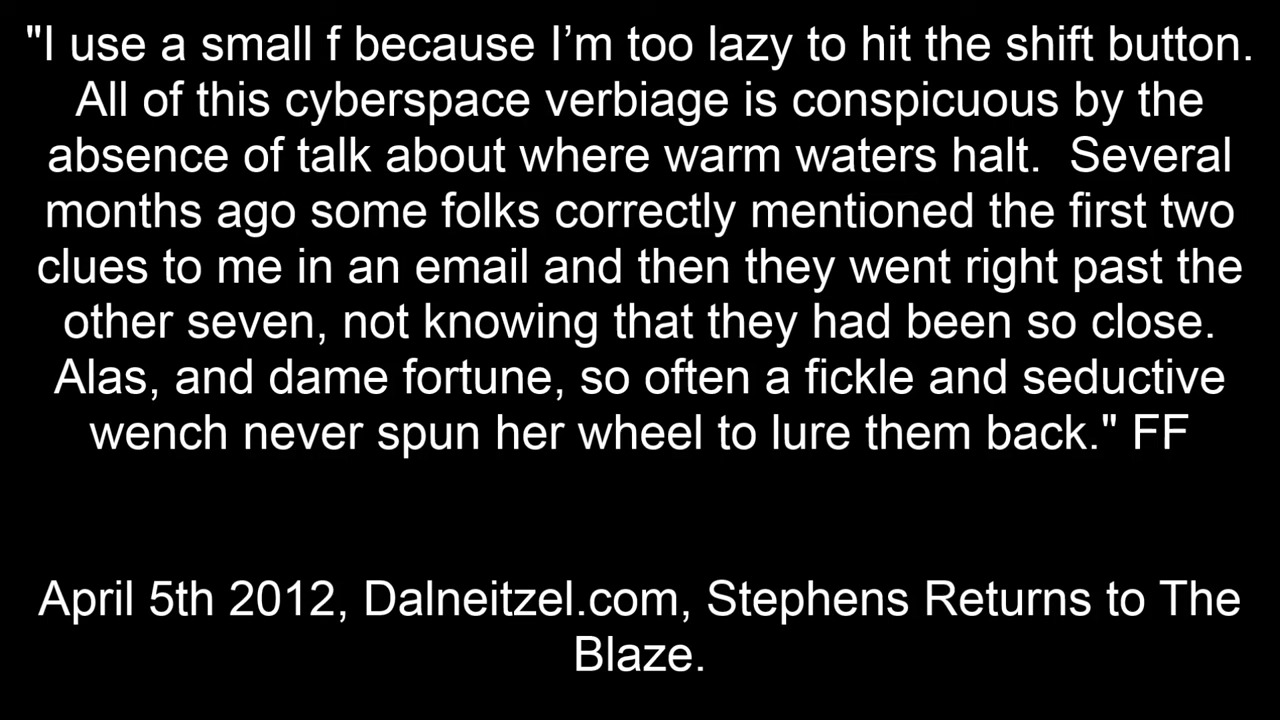 "I use a small f because I’m too lazy to hit the shift button.
All of this cyberspace verbiage is conspicuous by the
absence of talk about where warm waters halt.  Several
months ago some folks correctly mentioned the first two
clues to me in an email and then they went right past the
other seven, not knowing that they had been so close.
Alas, and dame fortune, so often a fickle and seductive
wench never spun her wheel to lure them back." FF
April 5th 2012, Dalneitzel.com, Stephens Returns to The
Blaze.